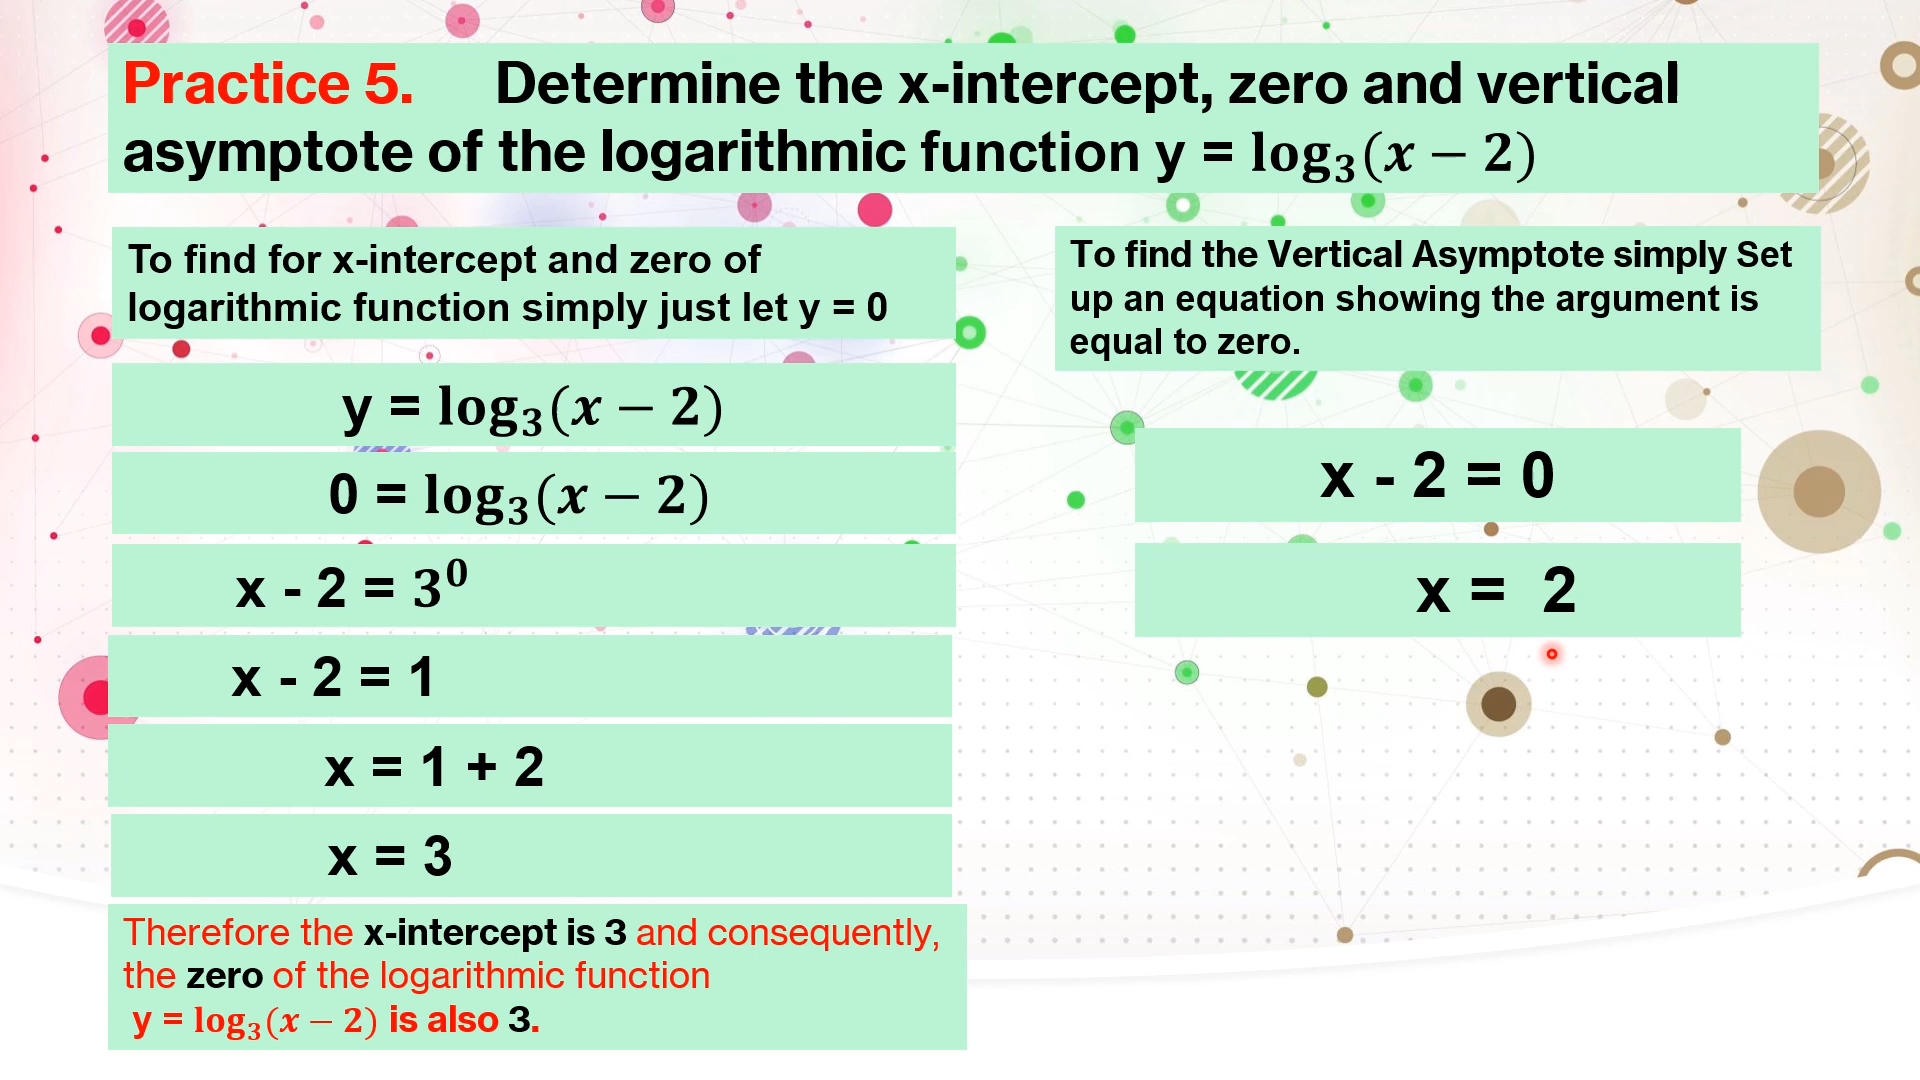 Practice 5. Determine the x-intercept, zero and vertical
asymptote of the logarithmic function y = log₃(x − 2)
To find for x-intercept and zero of
logarithmic function simply just let y = 0
y = log₃(x − 2)
0 = log₃(x − 2)
x - 2 = 3⁰
x - 2 = 1
x = 1 + 2
x = 3
Therefore the x-intercept is 3 and consequently,
the zero of the logarithmic function
y = log₃(x − 2) is also 3.
To find the Vertical Asymptote simply Set
up an equation showing the argument is
equal to zero.
x - 2 = 0
x = 2